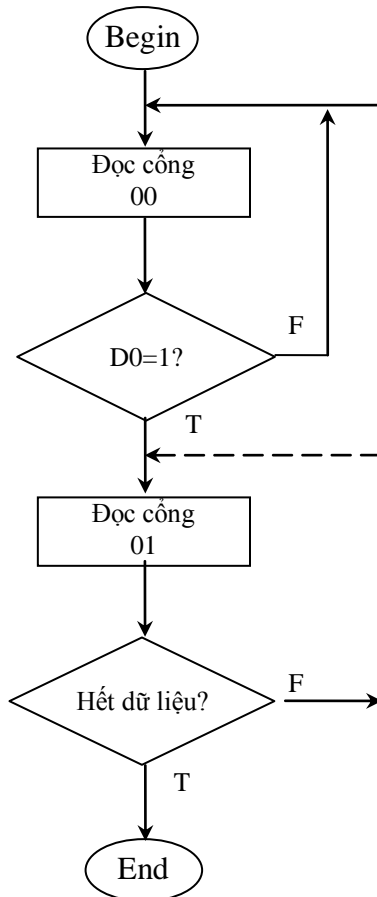 Begin
Đọc cổng
00
F
D0=1?
T
Đọc cổng
01
Hết dữ liệu?
F
T
End